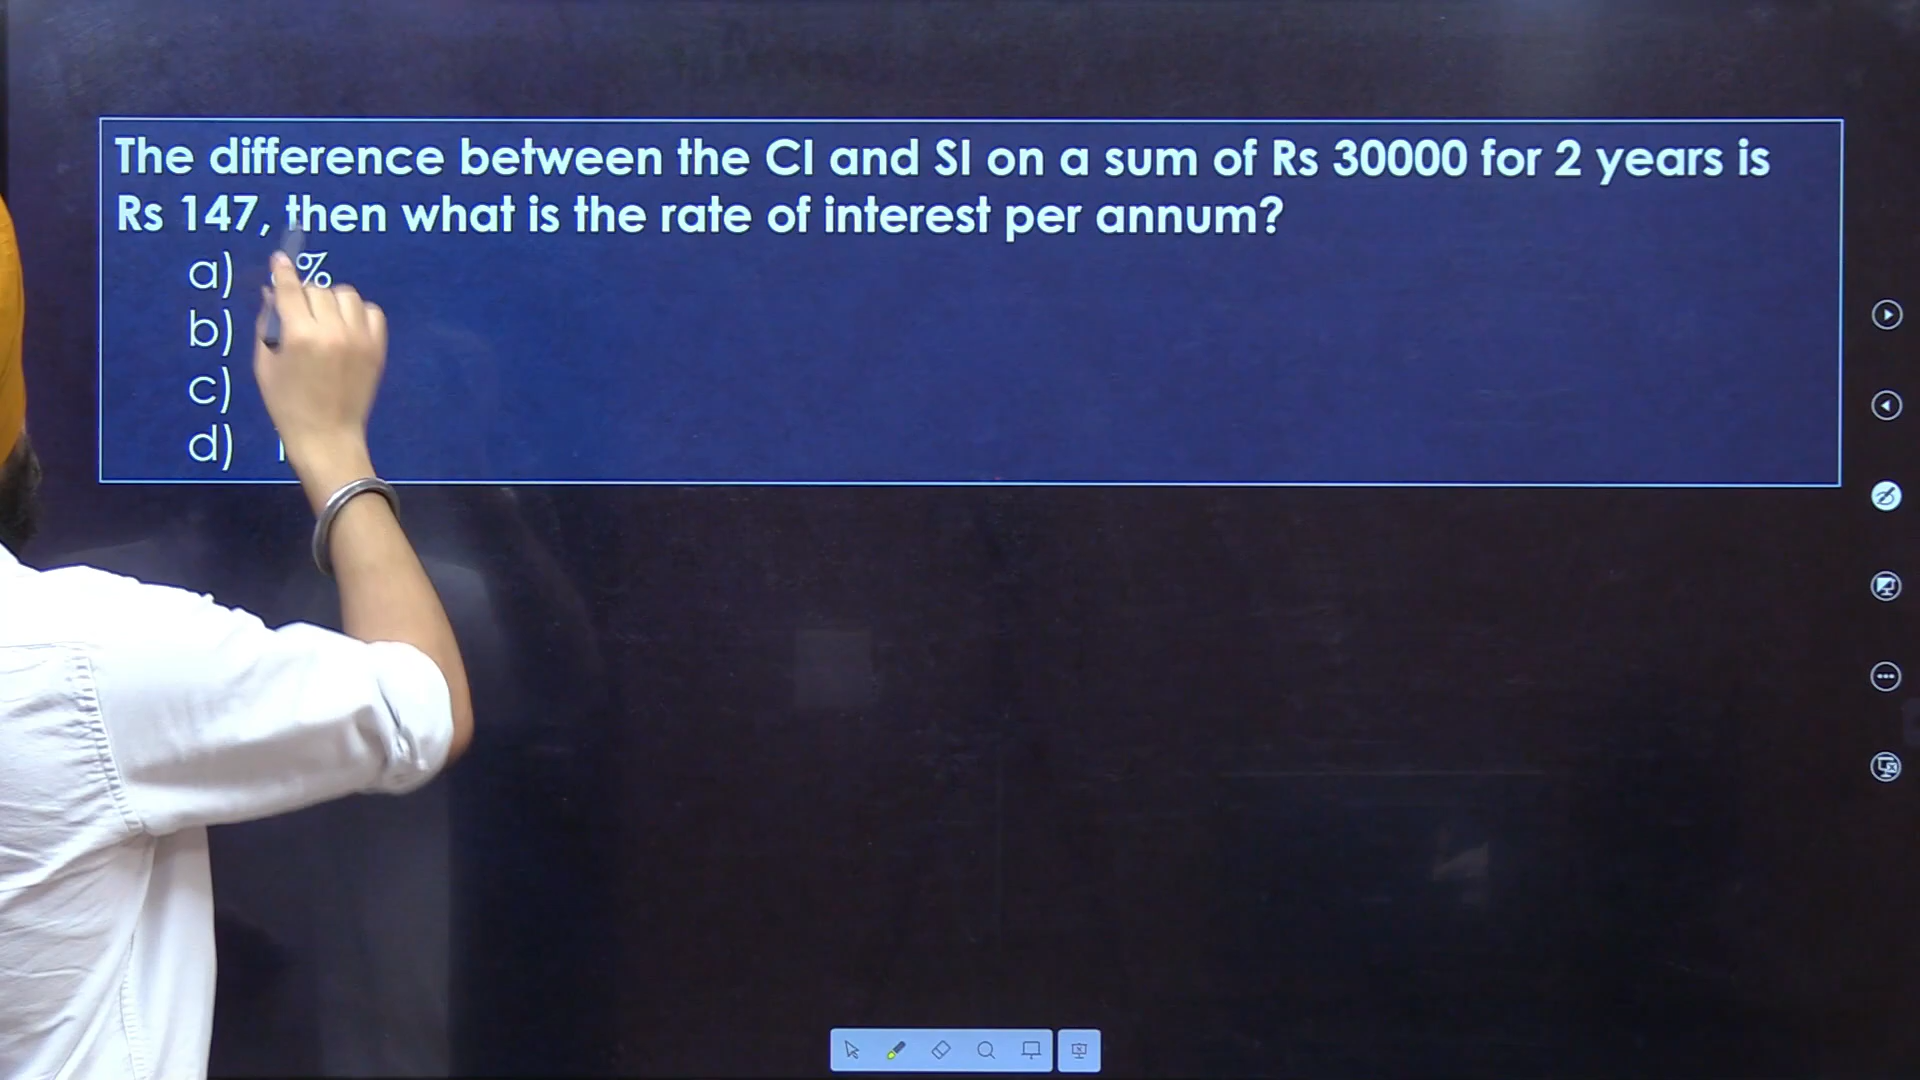 The difference between the CI and SI on a sum of Rs 30000 for 2 years is
Rs 147, then what is the rate of interest per annum?
a) %
b)
c)
d)